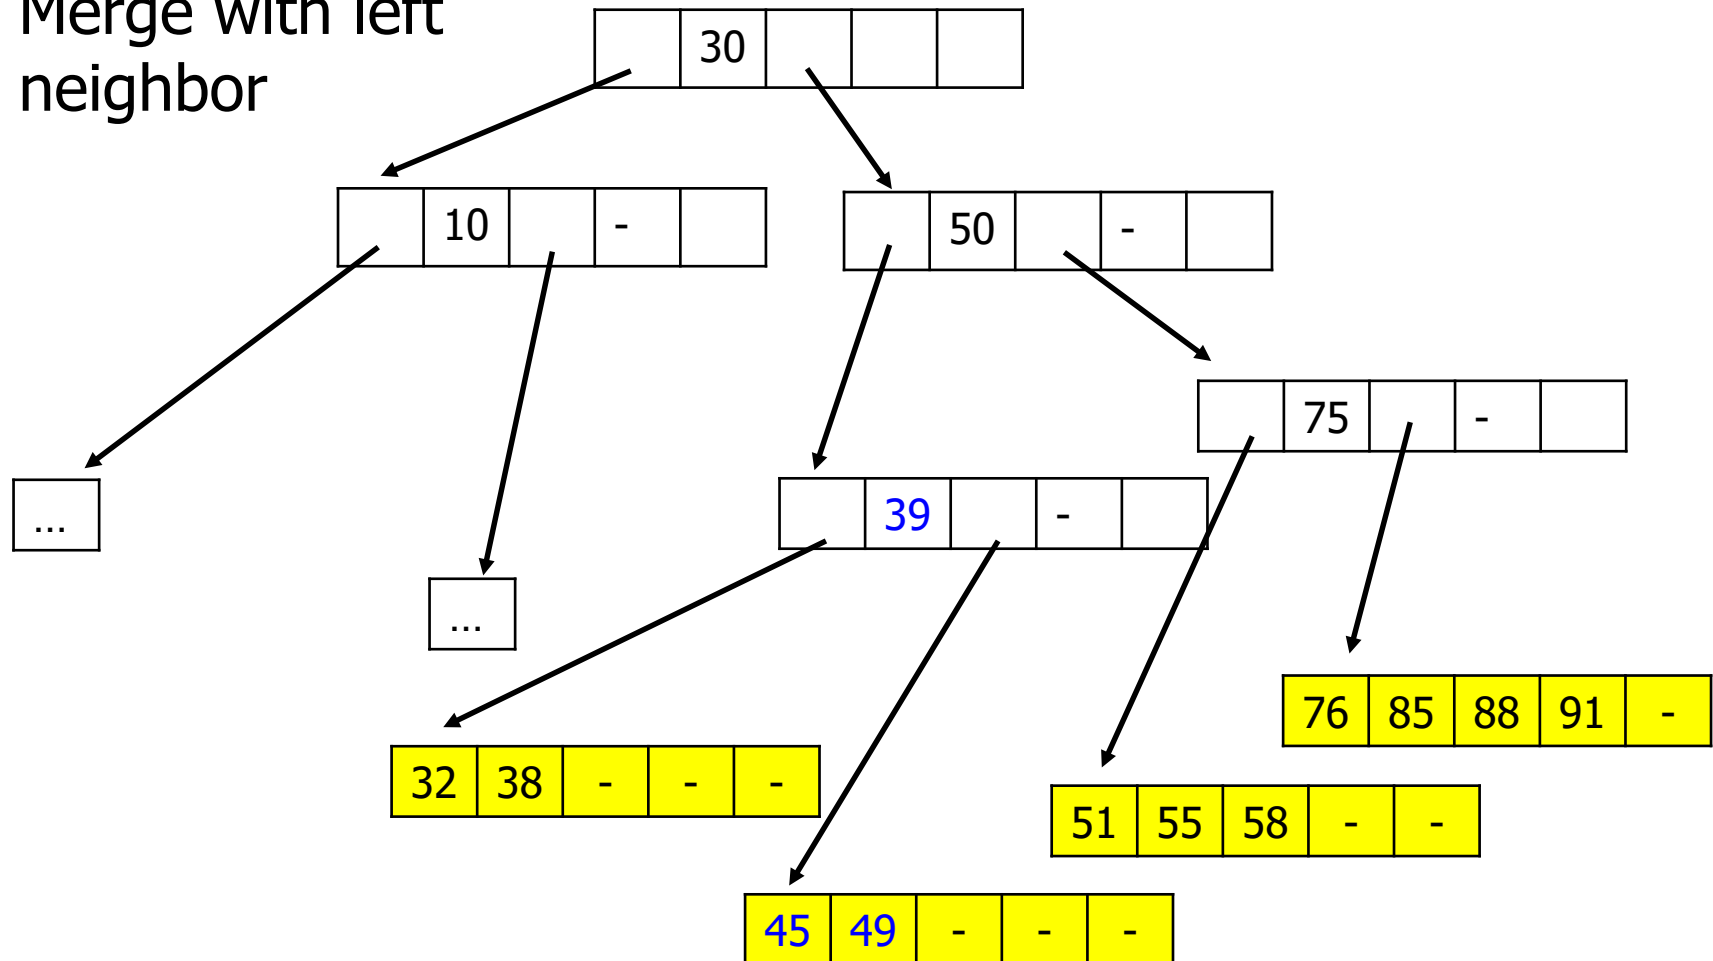 Merge with left
neighbor
30
10 -
50 -
75 -
39 -
...
...
76 85 88 91 -
32 38 - - -
51 55 58 - -
45 49 - - -